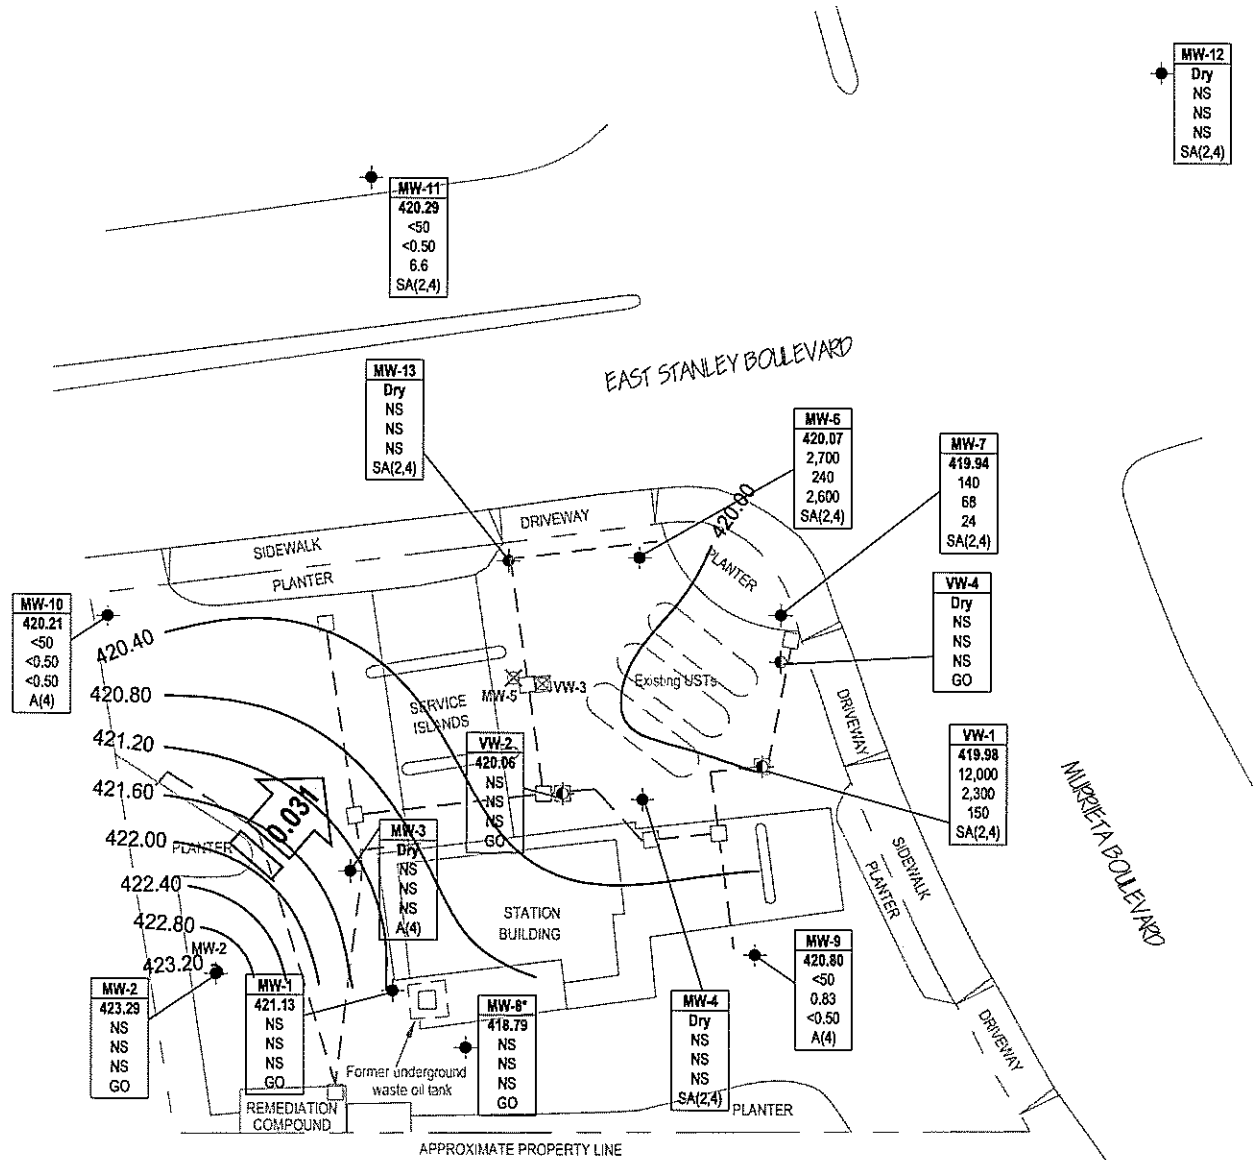 MW-12
Dry
NS
NS
NS
SA(2,4)
MW-11
420.29
<50
<0.50
6.6
SA(2,4)
EAST STANLEY BOULEVARD
MW-13
Dry
NS
NS
NS
SA(2,4)
MW-6
420.07
2,700
240
2,600
SA(2,4)
MW-7
419.94
140
68
24
SA(2,4)
420.00
DRIVEWAY
SIDEWALK
PLANTER
PLANTER
MW-10
420.21
<50
<0.50
<0.50
A(4)
VW-4
Dry
NS
NS
NS
GO
420.40
420.80
421.20
421.60
422.00
422.40
422.80
423.20
MW-5
VW-3
Existing USTs
SERVICE
ISLANDS
DRIVEWAY
VW-2
420.06
NS
NS
NS
GO
VW-1
419.98
12,000
2,300
150
SA(2,4)
MURRIETA BOULEVARD
0.031
PLANTER
MW-3
Dry
NS
NS
NS
A(4)
SIDEWALK
PLANTER
STATION
BUILDING
MW-2
MW-2
423.29
NS
NS
NS
GO
MW-1
421.13
NS
NS
NS
GO
MW-8*
418.79
NS
NS
NS
GO
MW-4
Dry
NS
NS
NS
SA(2,4)
MW-9
420.80
<50
0.83
<0.50
A(4)
DRIVEWAY
Former underground
waste oil tank
REMEDIATION
COMPOUND
PLANTER
APPROXIMATE PROPERTY LINE